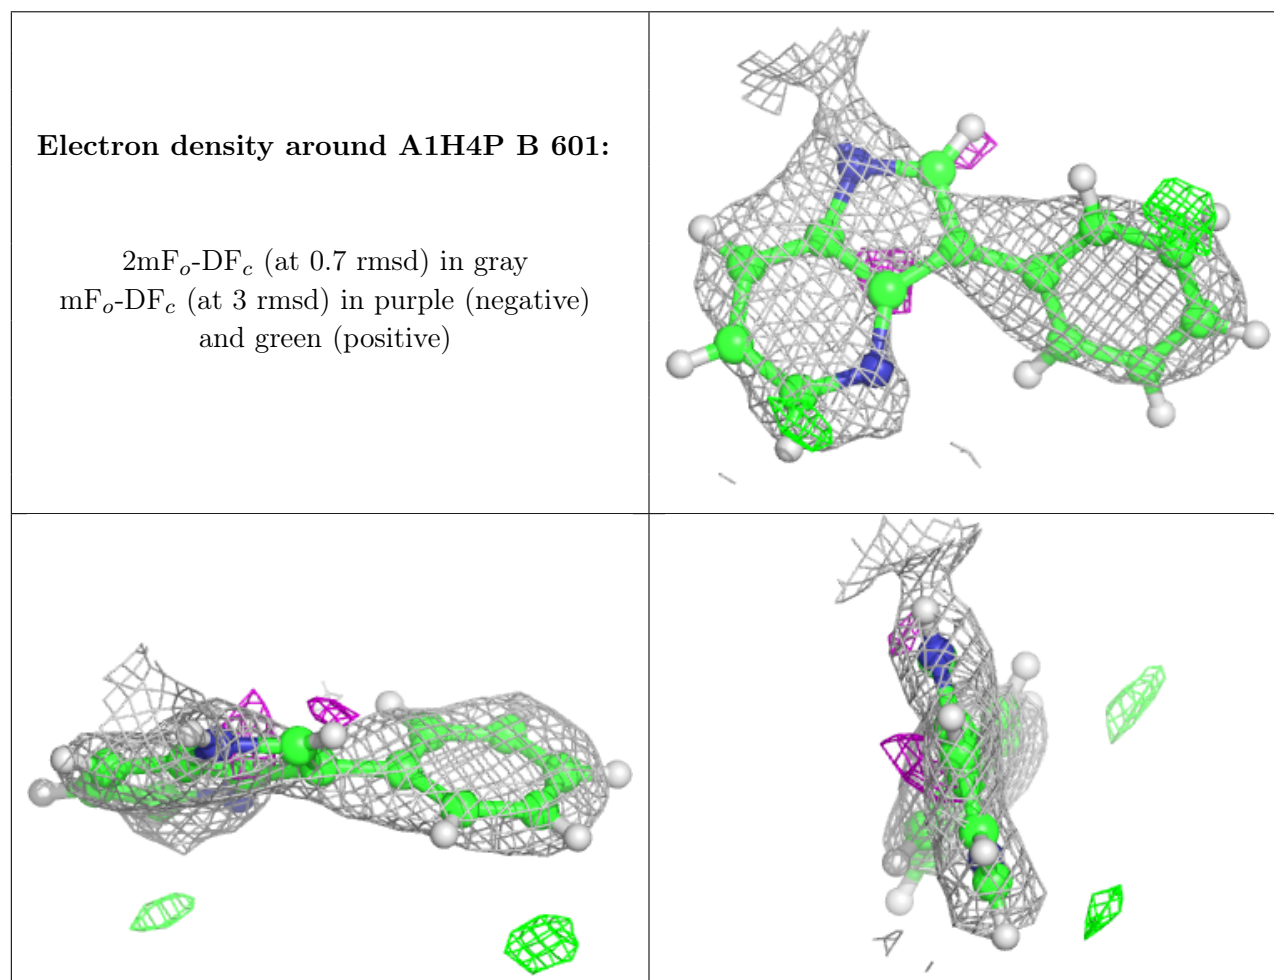 Electron density around A1H4P B 601:
2mFo-DFc (at 0.7 rmsd) in gray
mFo-DFc (at 3 rmsd) in purple (negative)
and green (positive)